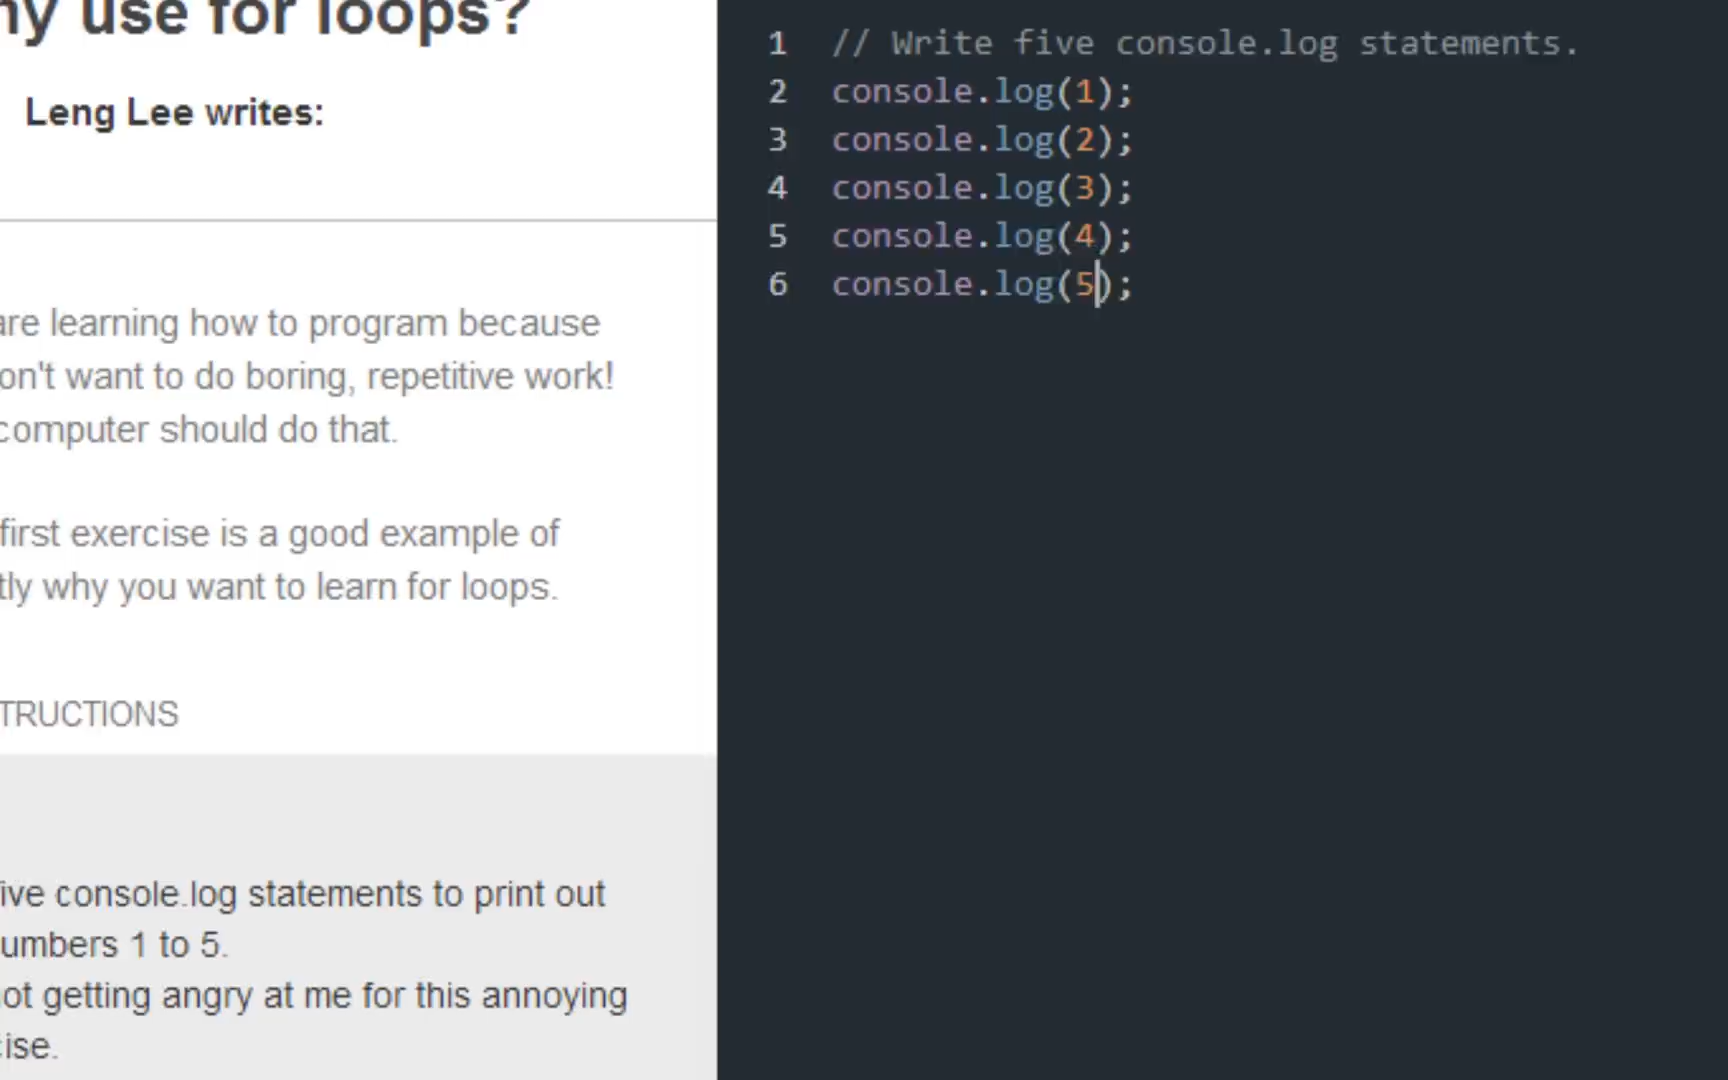 ny use for loops?
Leng Lee writes:
are learning how to program because
on't want to do boring, repetitive work!
computer should do that.
first exercise is a good example of
tly why you want to learn for loops.
TRUCTIONS
ive console.log statements to print out
umbers 1 to 5.
ot getting angry at me for this annoying
cise.
1 // Write five console.log statements.
2 console.log(1);
3 console.log(2);
4 console.log(3);
5 console.log(4);
6 console.log(5);